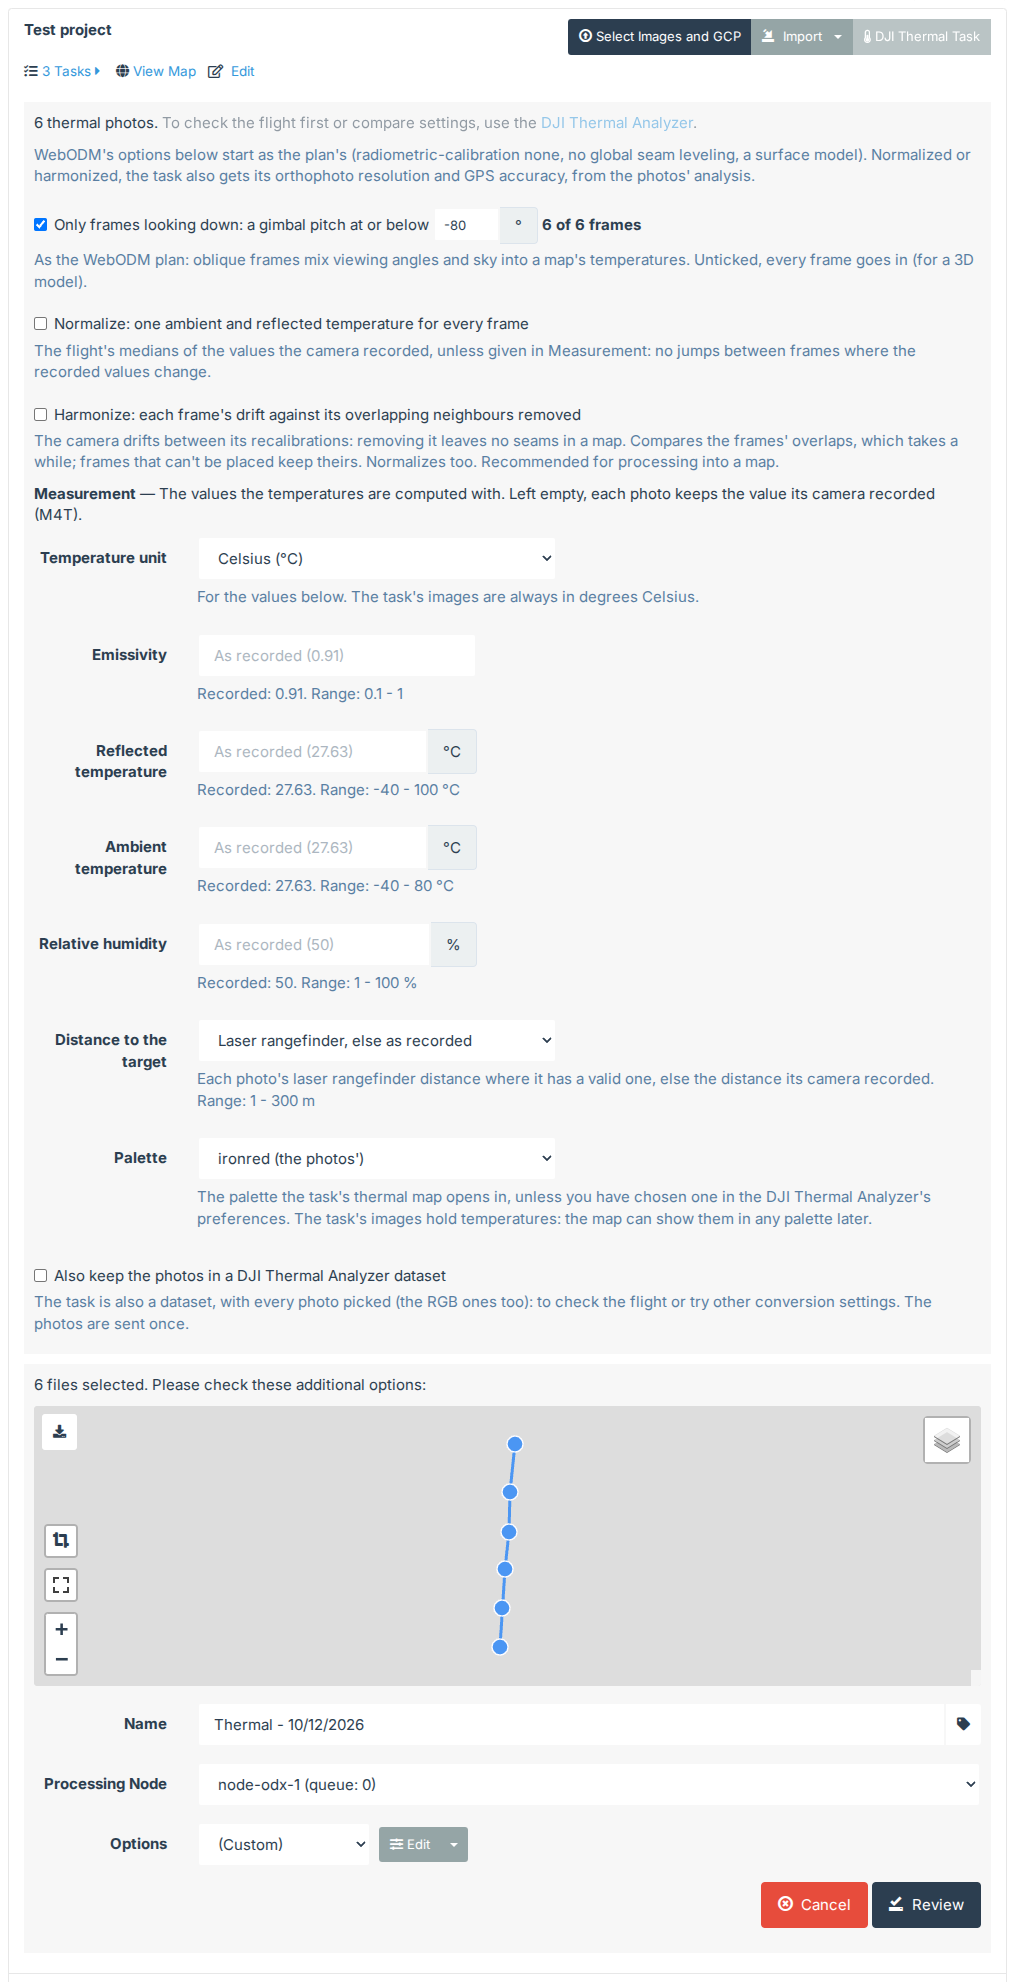 Test project
Select Images and GCP
Import
DJI Thermal Task
3 Tasks
View Map
Edit
6 thermal photos. To check the flight first or compare settings, use the DJI Thermal Analyzer.
WebODM's options below start as the plan's (radiometric-calibration none, no global seam leveling, a surface model). Normalized or
harmonized, the task also gets its orthophoto resolution and GPS accuracy, from the photos' analysis.
Only frames looking down: a gimbal pitch at or below -80 ° 6 of 6 frames
As the WebODM plan: oblique frames mix viewing angles and sky into a map's temperatures. Unticked, every frame goes in (for a 3D
model).
Normalize: one ambient and reflected temperature for every frame
The flight's medians of the values the camera recorded, unless given in Measurement: no jumps between frames where the
recorded values change.
Harmonize: each frame's drift against its overlapping neighbours removed
The camera drifts between its recalibrations: removing it leaves no seams in a map. Compares the frames' overlaps, which takes a
while; frames that can't be placed keep theirs. Normalizes too. Recommended for processing into a map.
Measurement — The values the temperatures are computed with. Left empty, each photo keeps the value its camera recorded
(M4T).
Temperature unit
Celsius (°C)
For the values below. The task's images are always in degrees Celsius.
Emissivity
As recorded (0.91)
Recorded: 0.91. Range: 0.1 - 1
Reflected
temperature
As recorded (27.63)
°C
Recorded: 27.63. Range: -40 - 100 °C
Ambient
temperature
As recorded (27.63)
°C
Recorded: 27.63. Range: -40 - 80 °C
Relative humidity
As recorded (50)
%
Recorded: 50. Range: 1 - 100 %
Distance to the
target
Laser rangefinder, else as recorded
Each photo's laser rangefinder distance where it has a valid one, else the distance its camera recorded.
Range: 1 - 300 m
Palette
ironred (the photos')
The palette the task's thermal map opens in, unless you have chosen one in the DJI Thermal Analyzer's
preferences. The task's images hold temperatures: the map can show them in any palette later.
Also keep the photos in a DJI Thermal Analyzer dataset
The task is also a dataset, with every photo picked (the RGB ones too): to check the flight or try other conversion settings. The
photos are sent once.
6 files selected. Please check these additional options:
+
−
Name
Thermal - 10/12/2026
Processing Node
node-odx-1 (queue: 0)
Options
(Custom)
Edit
Cancel
Review